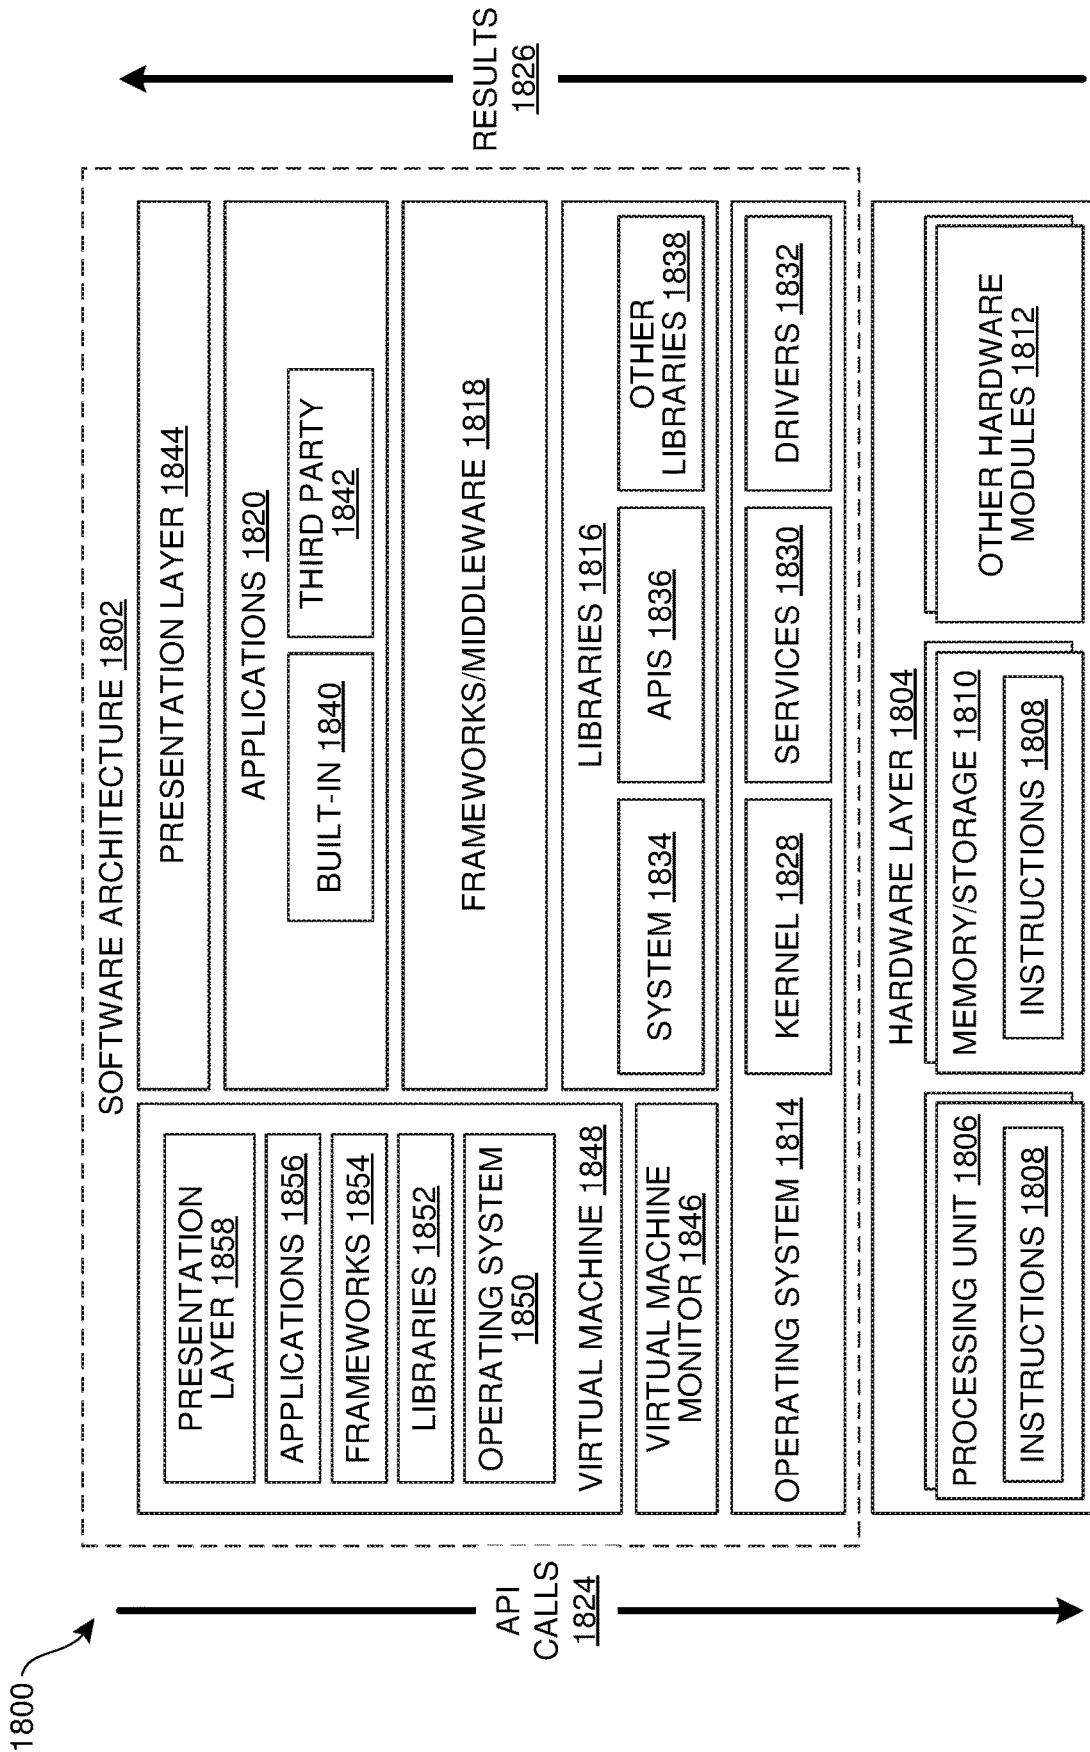 1800
SOFTWARE ARCHITECTURE 1802
PRESENTATION
LAYER 1858
APPLICATIONS 1856
FRAMEWORKS 1854
LIBRARIES 1852
OPERATING SYSTEM
1850
VIRTUAL MACHINE 1848
VIRTUAL MACHINE
MONITOR 1846
PRESENTATION LAYER 1844
APPLICATIONS 1820
BUILT-IN 1840
THIRD PARTY
1842
FRAMEWORKS/MIDDLEWARE 1818
LIBRARIES 1816
SYSTEM 1834
APIS 1836
OTHER
LIBRARIES 1838
OPERATING SYSTEM 1814
KERNEL 1828
SERVICES 1830
DRIVERS 1832
HARDWARE LAYER 1804
PROCESSING UNIT 1806
INSTRUCTIONS 1808
MEMORY/STORAGE 1810
INSTRUCTIONS 1808
OTHER HARDWARE
MODULES 1812
API
CALLS
1824
RESULTS
1826